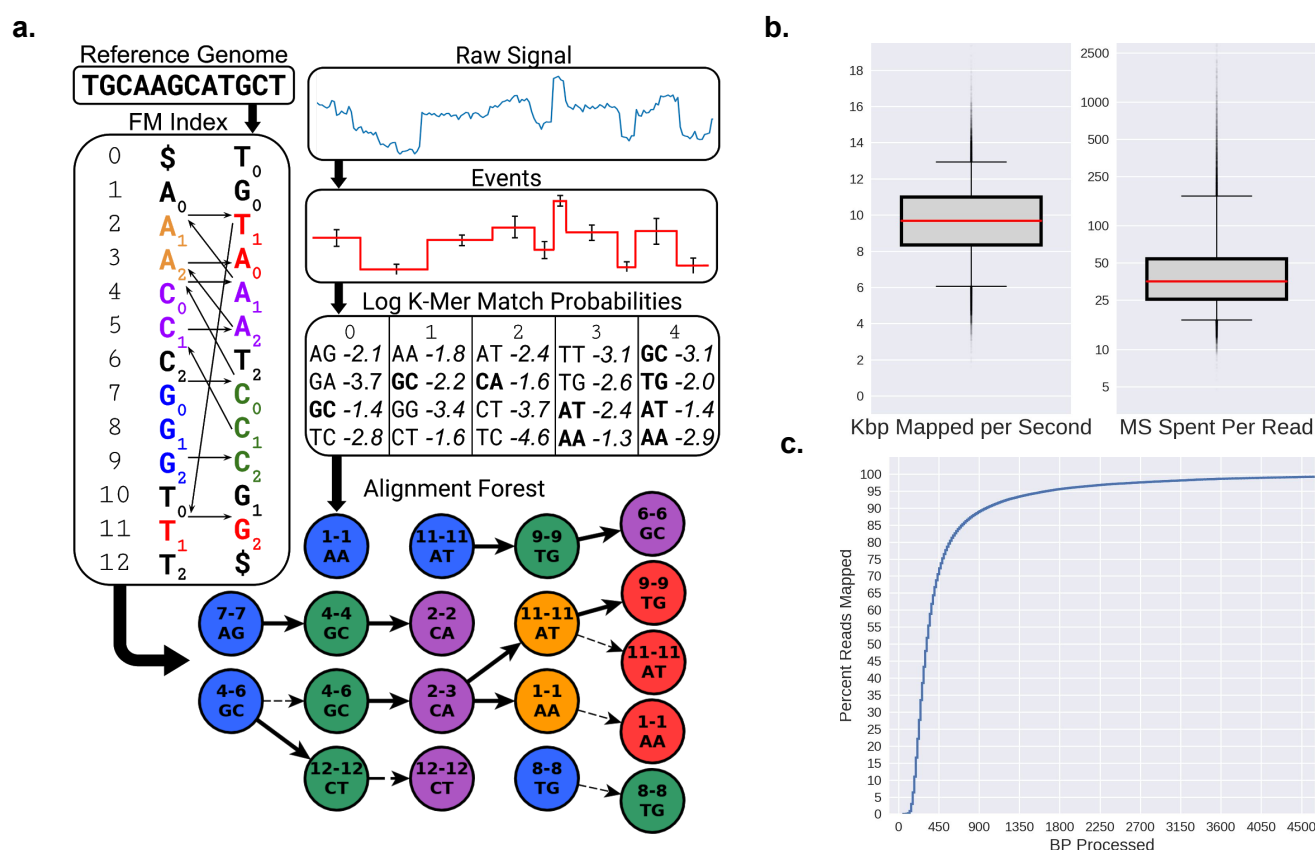 a.
Reference Genome
TGCAAGCATGCT
FM Index
0 $ T0
1 A0 G0
2 A1 T1
3 A2 A0
4 C0 A1
5 C1 A2
6 C2 T2
7 G0 C0
8 G1 C1
9 G2 C2
10 T0 G1
11 T1 G2
12 T2 $
Raw Signal
Events
Log K-Mer Match Probabilities
0 1 2 3 4
AG -2.1 AA -1.8 AT -2.4 TT -3.1 GC -3.1
GA -3.7 GC -2.2 CA -1.6 TG -2.6 TG -2.0
GC -1.4 GG -3.4 CT -3.7 AT -2.4 AT -1.4
TC -2.8 CT -1.6 TC -4.6 AA -1.3 AA -2.9
Alignment Forest
1-1
AA
11-11
AT
9-9
TG
6-6
GC
7-7
AG
4-4
GC
2-2
CA
11-11
AT
9-9
TG
11-11
AT
4-6
GC
4-6
GC
2-3
CA
1-1
AA
1-1
AA
12-12
CT
12-12
CT
8-8
TG
8-8
TG
b.
18
16
14
12
10
8
6
4
2
0
Kbp Mapped per Second
2500
1000
500
250
100
50
25
10
5
MS Spent Per Read
c.
Percent Reads Mapped
100
95
90
85
80
75
70
65
60
55
50
45
40
35
30
25
20
15
10
5
0
0 450 900 1350 1800 2250 2700 3150 3600 4050 4500
BP Processed